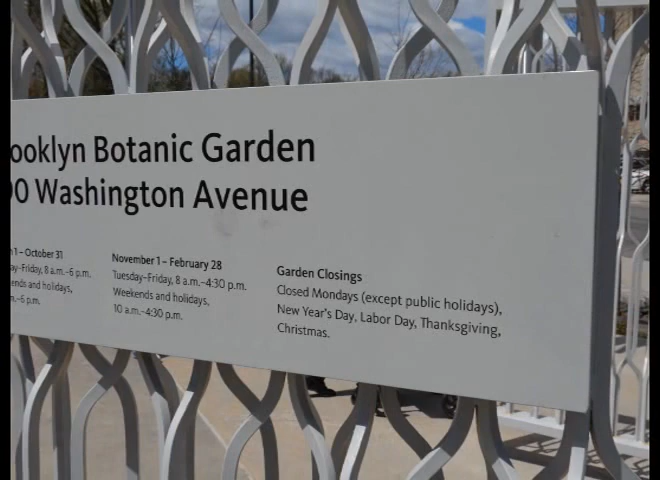 ooklyn Botanic Garden
00 Washington Avenue
1 – October 31
ay–Friday, 8 a.m.–6 p.m.
ends and holidays,
m.–6 p.m.
November 1 – February 28
Tuesday–Friday, 8 a.m.–4:30 p.m.
Weekends and holidays,
10 a.m.–4:30 p.m.
Garden Closings
Closed Mondays (except public holidays),
New Year's Day, Labor Day, Thanksgiving,
Christmas.